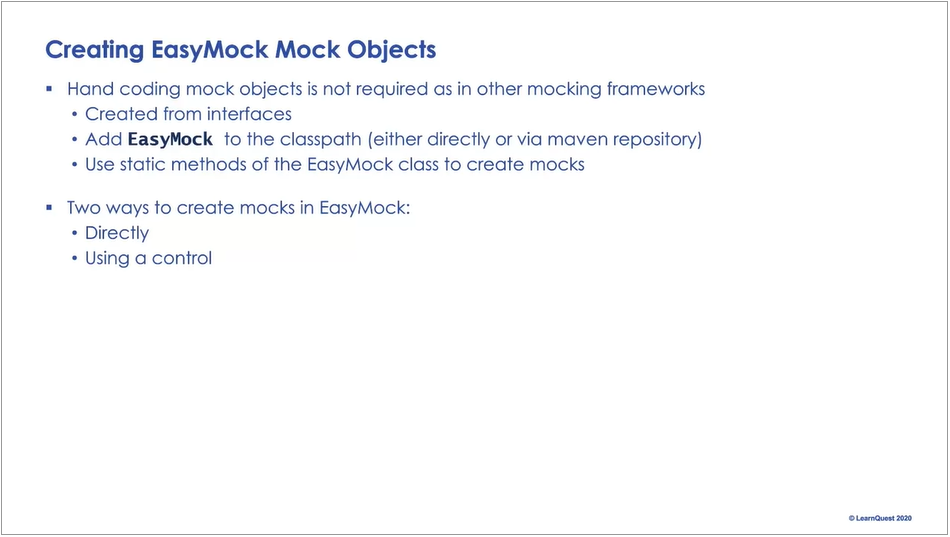 Creating EasyMock Mock Objects
▪ Hand coding mock objects is not required as in other mocking frameworks
• Created from interfaces
• Add EasyMock to the classpath (either directly or via maven repository)
• Use static methods of the EasyMock class to create mocks
▪ Two ways to create mocks in EasyMock:
• Directly
• Using a control
© LearnQuest 2020